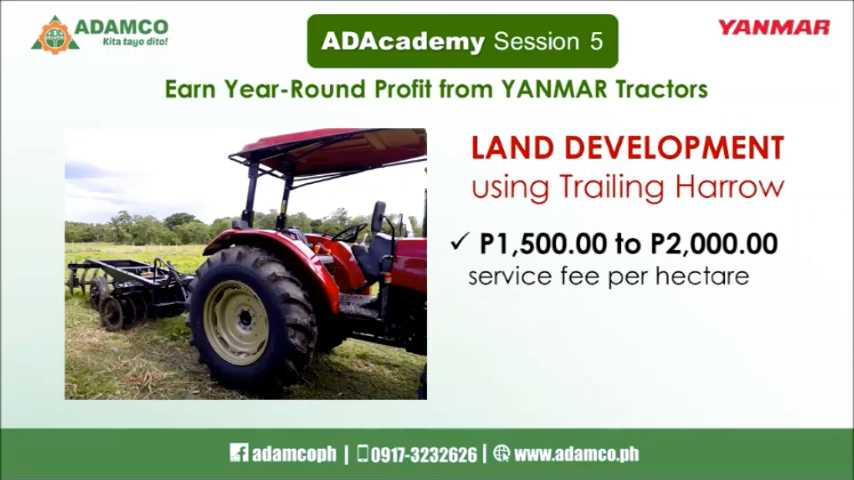 ADAMCO
Kita tayo dito!
ADAcademy Session 5
YANMAR
Earn Year-Round Profit from YANMAR Tractors
LAND DEVELOPMENT
using Trailing Harrow
✓ P1,500.00 to P2,000.00
service fee per hectare
adamcoph | 0917-3232626 | www.adamco.ph